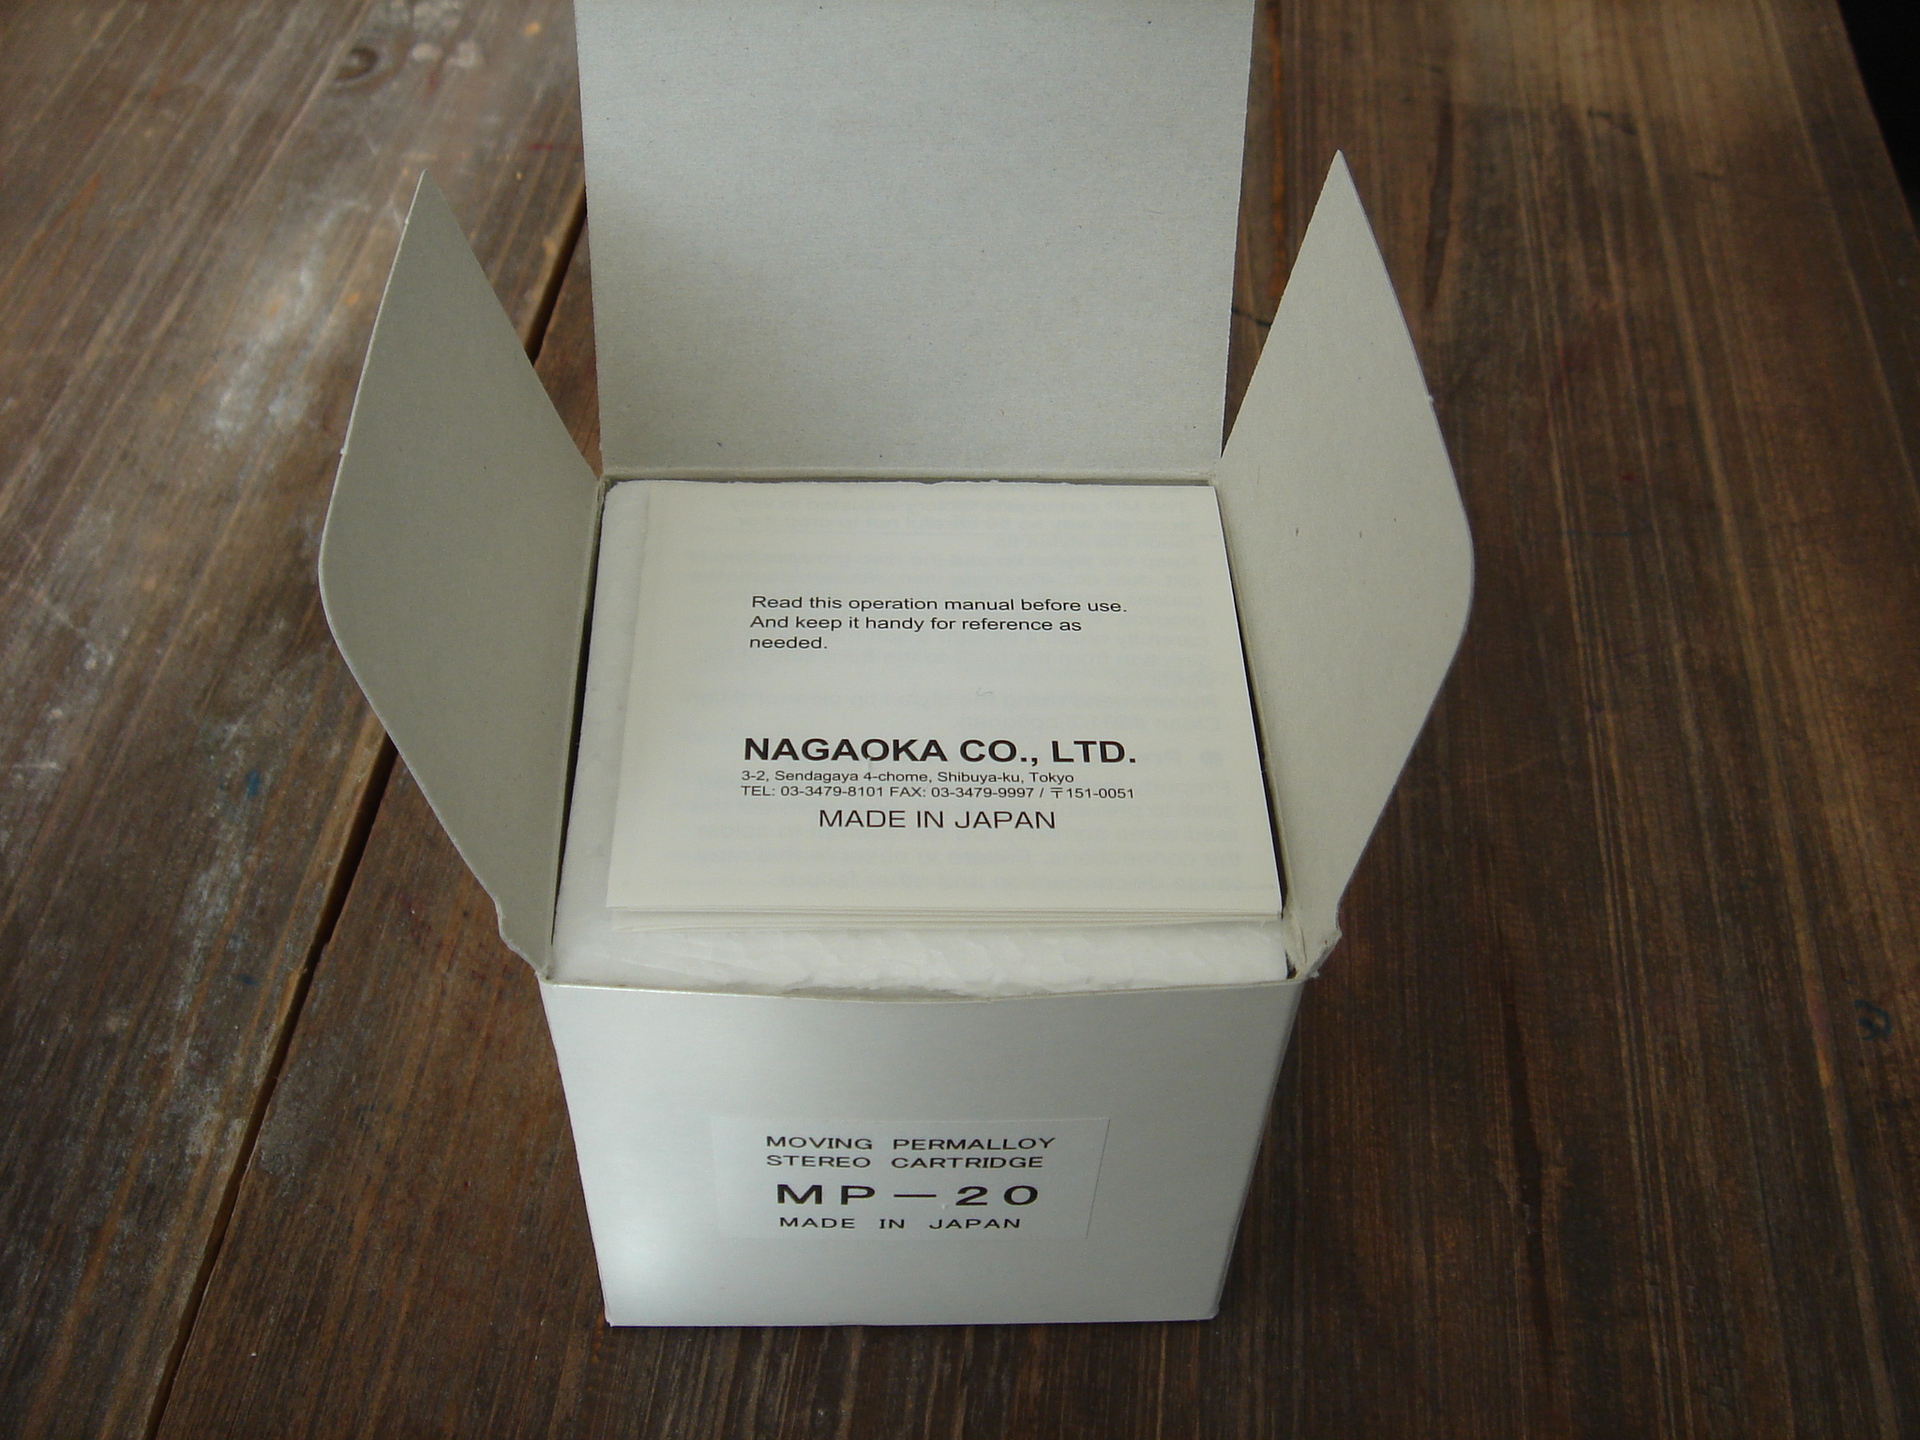 Read this operation manual before use.
And keep it handy for reference as
needed.
NAGAOKA CO., LTD.
3-2, Sendagaya 4-chome, Shibuya-ku, Tokyo
TEL: 03-3479-8101 FAX: 03-3479-9997 / 〒151-0051
MADE IN JAPAN
MOVING PERMALLOY
STEREO CARTRIDGE
MP-20
MADE IN JAPAN